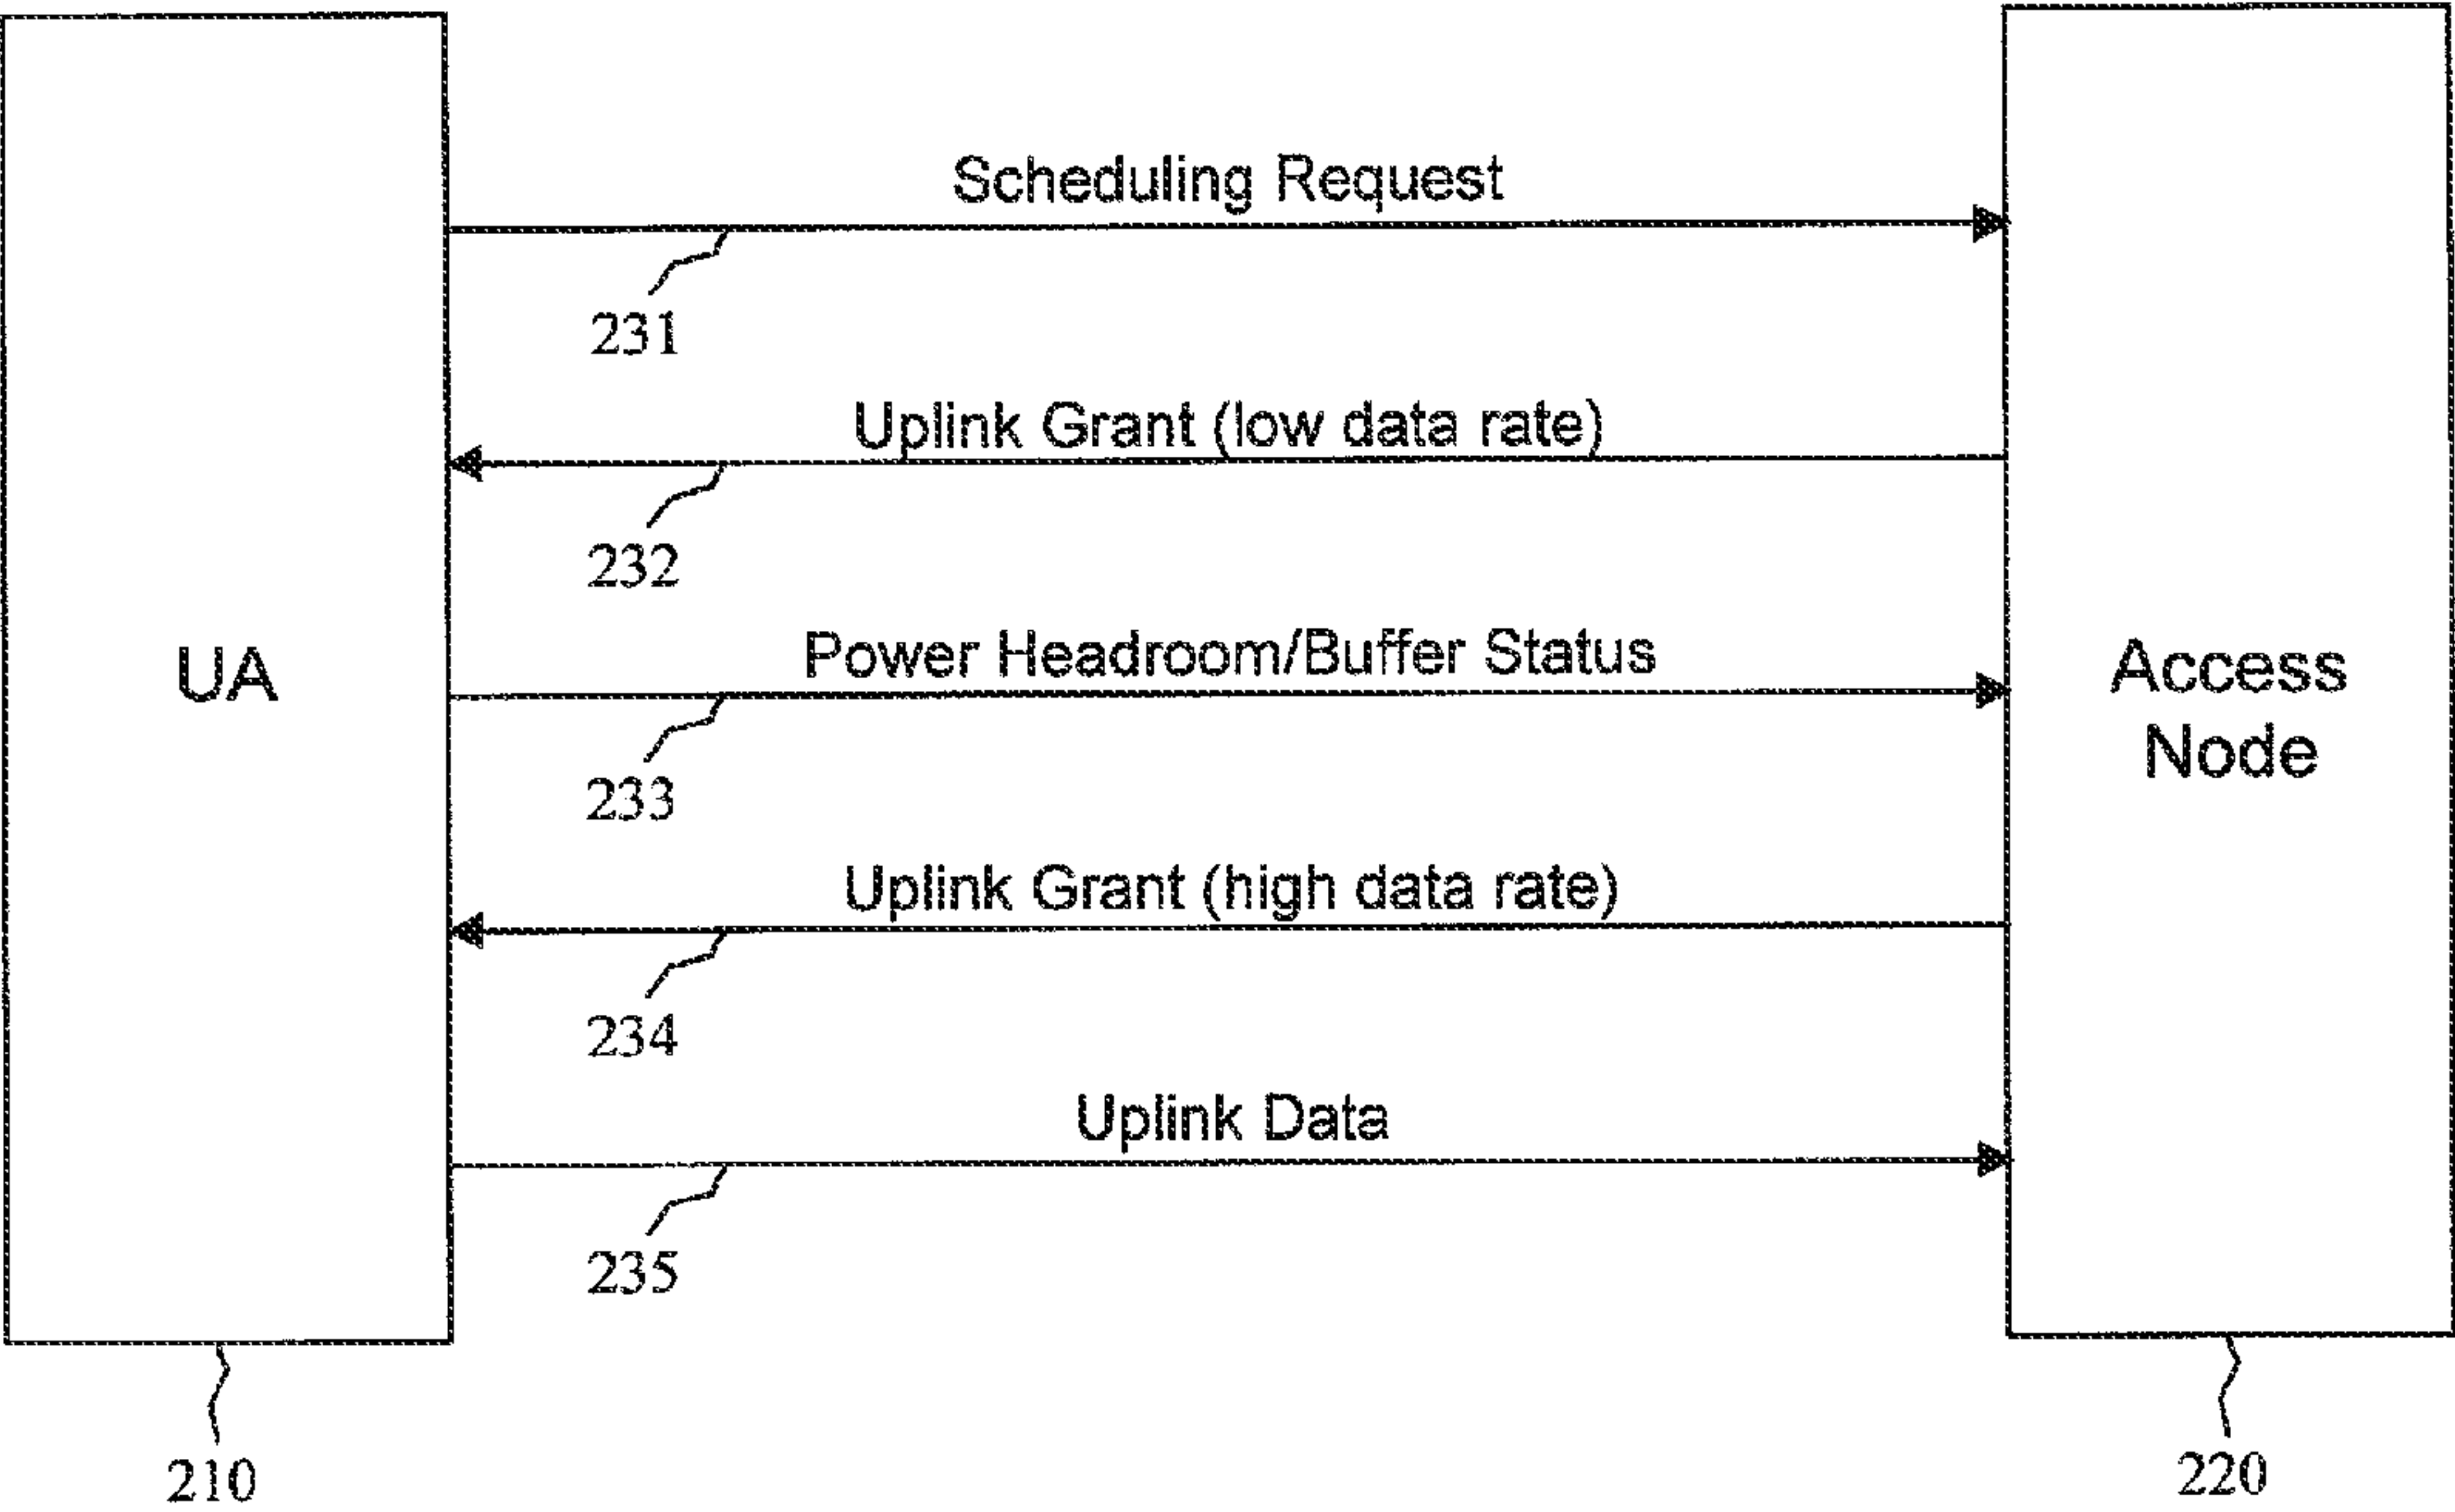 Scheduling Request
231
Uplink Grant (low data rate)
232
UA
Power Headroom/Buffer Status
Access
Node
233
Uplink Grant (high data rate)
234
Uplink Data
235
210
220